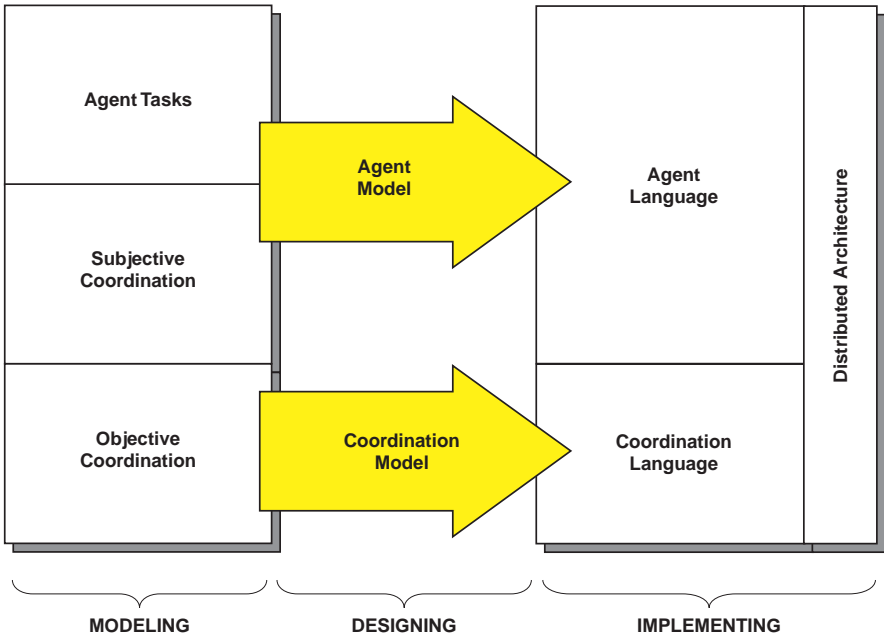 Agent Tasks
Subjective
Coordination
Objective
Coordination
Agent
Model
Coordination
Model
Agent
Language
Coordination
Language
Distributed Architecture
MODELING
DESIGNING
IMPLEMENTING